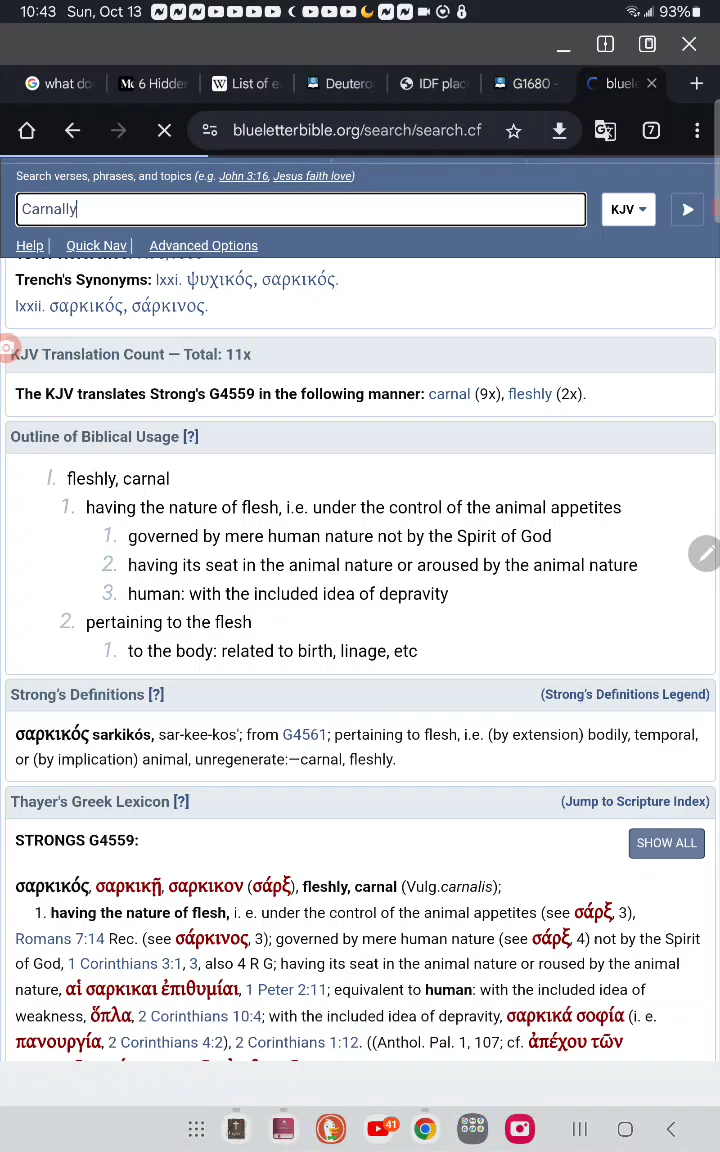 10:43 Sun, Oct 13
93%
what do
6 Hidder
List of e
Deutero
IDF plac
G1680 -
bluele
blueletterbible.org/search/search.cf
7
Search verses, phrases, and topics (e.g. John 3:16, Jesus faith love)
Carnally
KJV
Help | Quick Nav | Advanced Options
Trench's Synonyms: lxxi. ψυχικός, σαρκικός.
lxxii. σαρκικός, σάρκινος.
KJV Translation Count — Total: 11x
The KJV translates Strong's G4559 in the following manner: carnal (9x), fleshly (2x).
Outline of Biblical Usage [?]
I. fleshly, carnal
1. having the nature of flesh, i.e. under the control of the animal appetites
1. governed by mere human nature not by the Spirit of God
2. having its seat in the animal nature or aroused by the animal nature
3. human: with the included idea of depravity
2. pertaining to the flesh
1. to the body: related to birth, linage, etc
Strong's Definitions [?] (Strong's Definitions Legend)
σαρκικός sarkikós, sar-kee-kos'; from G4561; pertaining to flesh, i.e. (by extension) bodily, temporal,
or (by implication) animal, unregenerate:—carnal, fleshly.
Thayer's Greek Lexicon [?] (Jump to Scripture Index)
STRONGS G4559:
SHOW ALL
σαρκικός, σαρκικῇ, σαρκικον (σάρξ), fleshly, carnal (Vulg.carnalis);
1. having the nature of flesh, i. e. under the control of the animal appetites (see σάρξ, 3),
Romans 7:14 Rec. (see σάρκινος, 3); governed by mere human nature (see σάρξ, 4) not by the Spirit
of God, 1 Corinthians 3:1, 3, also 4 R G; having its seat in the animal nature or roused by the animal
nature, αἱ σαρκικαι ἐπιθυμίαι, 1 Peter 2:11; equivalent to human: with the included idea of
weakness, ὅπλα, 2 Corinthians 10:4; with the included idea of depravity, σαρκικά σοφία (i. e.
πανουργία, 2 Corinthians 4:2), 2 Corinthians 1:12. ((Anthol. Pal. 1, 107; cf. ἀπέχου τῶν
41